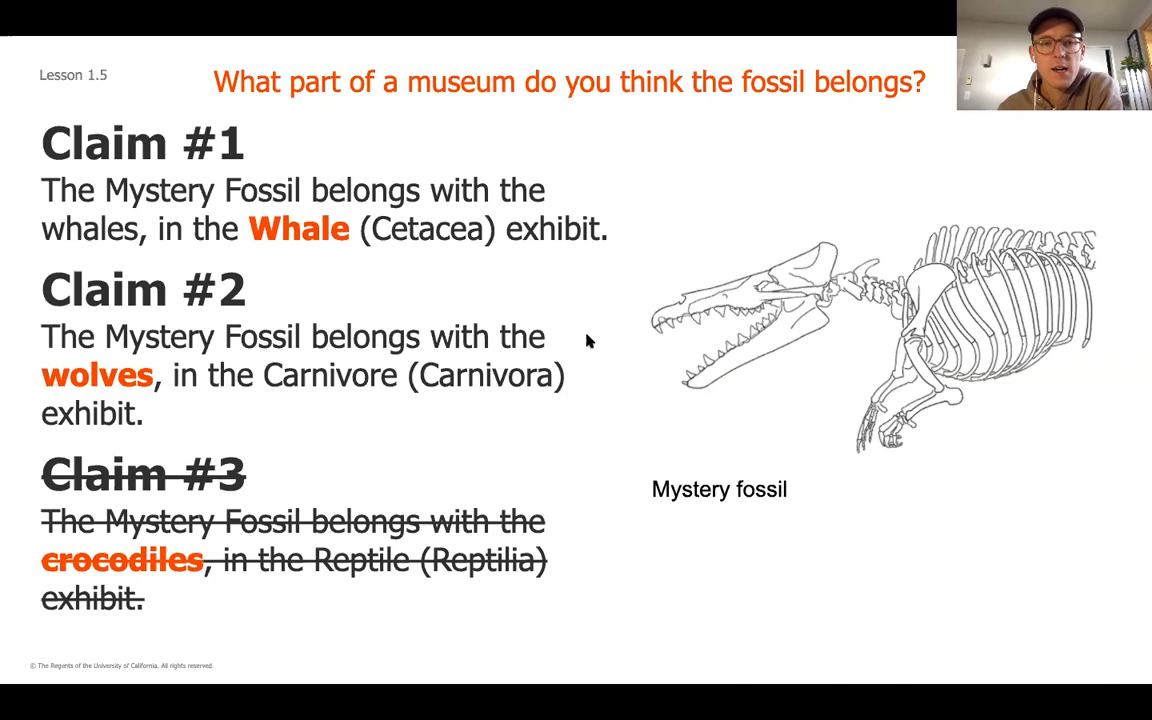 Lesson 1.5
What part of a museum do you think the fossil belongs?
Claim #1
The Mystery Fossil belongs with the
whales, in the Whale (Cetacea) exhibit.
Claim #2
The Mystery Fossil belongs with the
wolves, in the Carnivore (Carnivora)
exhibit.
Claim #3
The Mystery Fossil belongs with the
crocodiles, in the Reptile (Reptilia)
exhibit.
Mystery fossil
© The Regents of the University of California. All rights reserved.